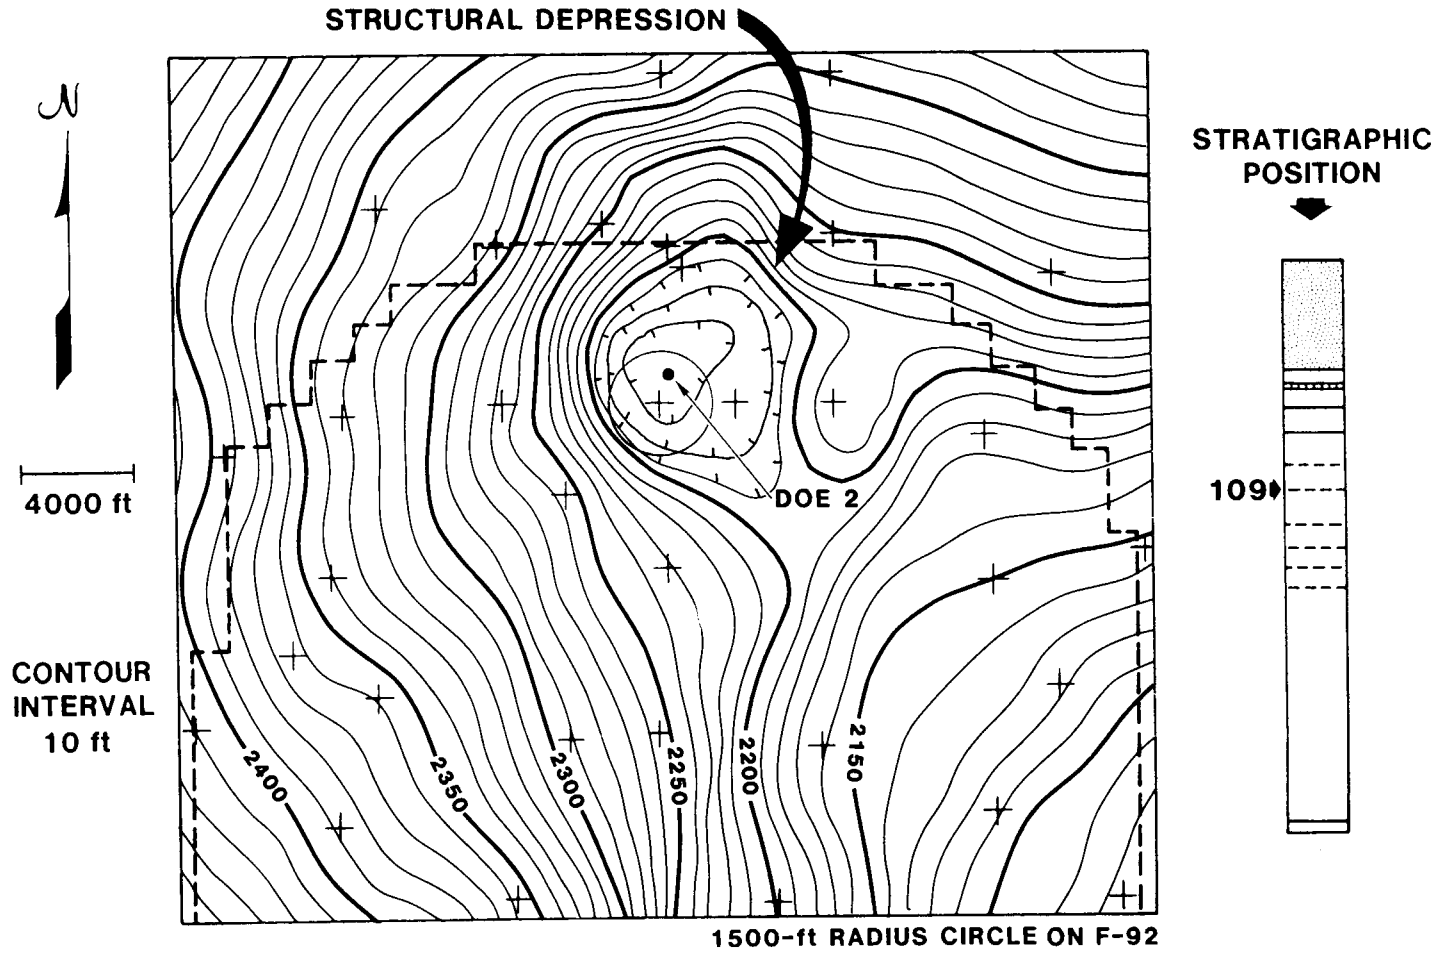 STRUCTURAL DEPRESSION
N
STRATIGRAPHIC
POSITION
4000 ft
109
DOE 2
CONTOUR
INTERVAL
10 ft
2400
2350
2300
2250
2200
2150
1500-ft RADIUS CIRCLE ON F-92